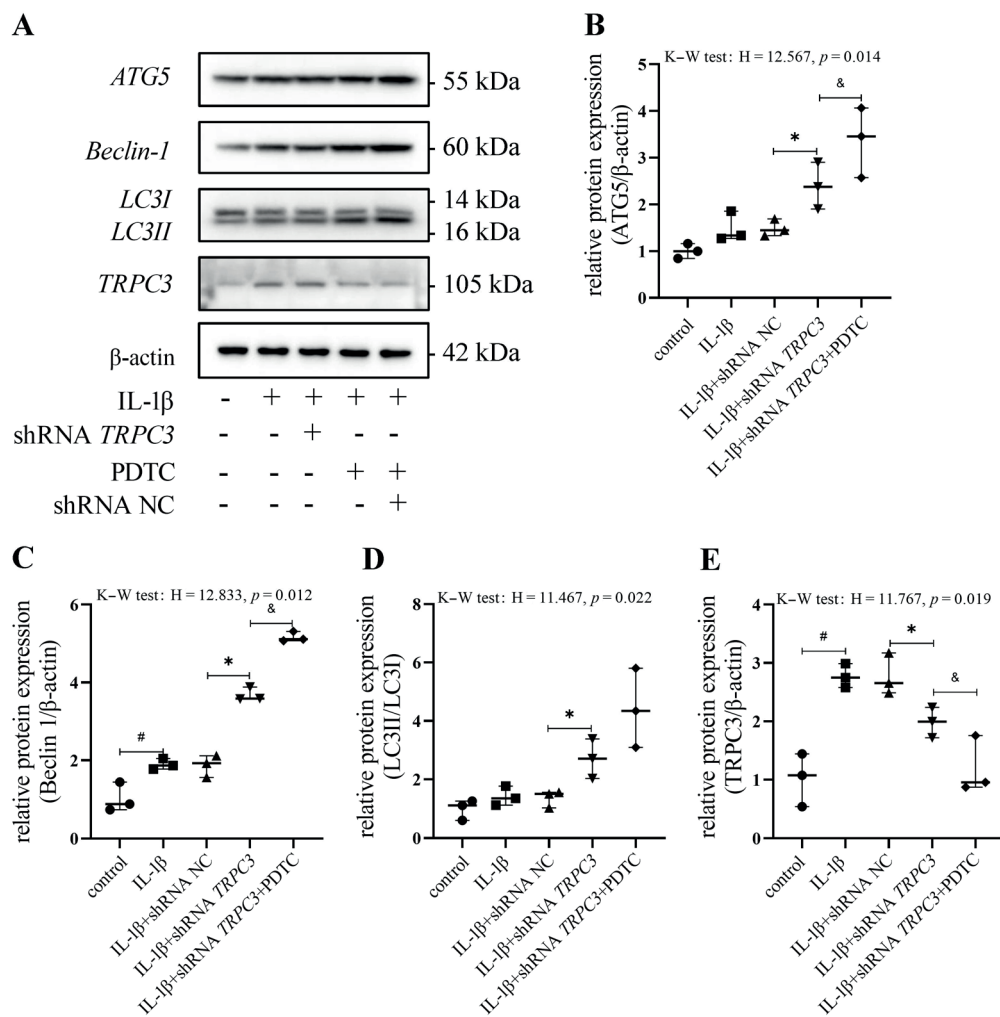 A
ATG5
55 kDa
Beclin-1
60 kDa
LC3I
14 kDa
LC3II
16 kDa
TRPC3
105 kDa
β-actin
42 kDa
IL-1β - + + + +
shRNA TRPC3 - - + - -
PDTC - - - + +
shRNA NC - - - - +
B
K–W test: H = 12.567, p = 0.014
relative protein expression
(ATG5/β-actin)
5
4
3
2
1
0
*
&
control
IL-1β
IL-1β+shRNA NC
IL-1β+shRNA TRPC3
IL-1β+shRNA TRPC3+PDTC
C
K–W test: H = 12.833, p = 0.012
relative protein expression
(Beclin 1/β-actin)
6
4
2
0
#
*
&
control
IL-1β
IL-1β+shRNA NC
IL-1β+shRNA TRPC3
IL-1β+shRNA TRPC3+PDTC
D
K–W test: H = 11.467, p = 0.022
relative protein expression
(LC3II/LC3I)
8
6
4
2
0
*
control
IL-1β
IL-1β+shRNA NC
IL-1β+shRNA TRPC3
IL-1β+shRNA TRPC3+PDTC
E
K–W test: H = 11.767, p = 0.019
relative protein expression
(TRPC3/β-actin)
4
3
2
1
0
#
*
&
control
IL-1β
IL-1β+shRNA NC
IL-1β+shRNA TRPC3
IL-1β+shRNA TRPC3+PDTC